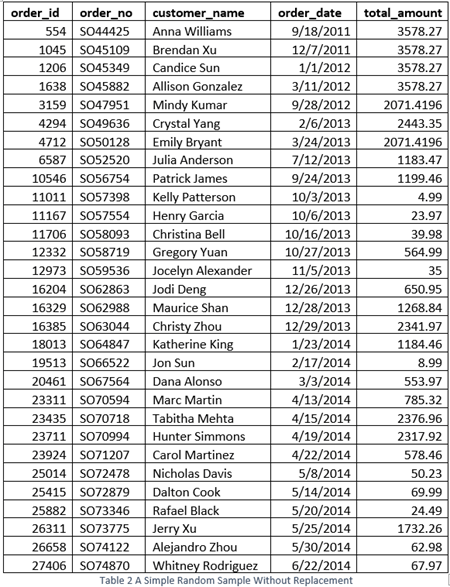 order_id order_no customer_name order_date total_amount
554 SO44425 Anna Williams 9/18/2011 3578.27
1045 SO45109 Brendan Xu 12/7/2011 3578.27
1206 SO45349 Candice Sun 1/1/2012 3578.27
1638 SO45882 Allison Gonzalez 3/11/2012 3578.27
3159 SO47951 Mindy Kumar 9/28/2012 2071.4196
4294 SO49636 Crystal Yang 2/6/2013 2443.35
4712 SO50128 Emily Bryant 3/24/2013 2071.4196
6587 SO52520 Julia Anderson 7/12/2013 1183.47
10546 SO56754 Patrick James 9/24/2013 1199.46
11011 SO57398 Kelly Patterson 10/3/2013 4.99
11167 SO57554 Henry Garcia 10/6/2013 23.97
11706 SO58093 Christina Bell 10/16/2013 39.98
12332 SO58719 Gregory Yuan 10/27/2013 564.99
12973 SO59536 Jocelyn Alexander 11/5/2013 35
16204 SO62863 Jodi Deng 12/26/2013 650.95
16329 SO62988 Maurice Shan 12/28/2013 1268.84
16385 SO63044 Christy Zhou 12/29/2013 2341.97
18013 SO64847 Katherine King 1/23/2014 1184.46
19513 SO66522 Jon Sun 2/17/2014 8.99
20461 SO67564 Dana Alonso 3/3/2014 553.97
23311 SO70594 Marc Martin 4/13/2014 785.32
23435 SO70718 Tabitha Mehta 4/15/2014 2376.96
23711 SO70994 Hunter Simmons 4/19/2014 2317.92
23924 SO71207 Carol Martinez 4/22/2014 578.46
25014 SO72478 Nicholas Davis 5/8/2014 50.23
25415 SO72879 Dalton Cook 5/14/2014 69.99
25882 SO73346 Rafael Black 5/20/2014 24.49
26311 SO73775 Jerry Xu 5/25/2014 1732.26
26658 SO74122 Alejandro Zhou 5/30/2014 62.98
27406 SO74870 Whitney Rodriguez 6/22/2014 67.97
Table 2 A Simple Random Sample Without Replacement